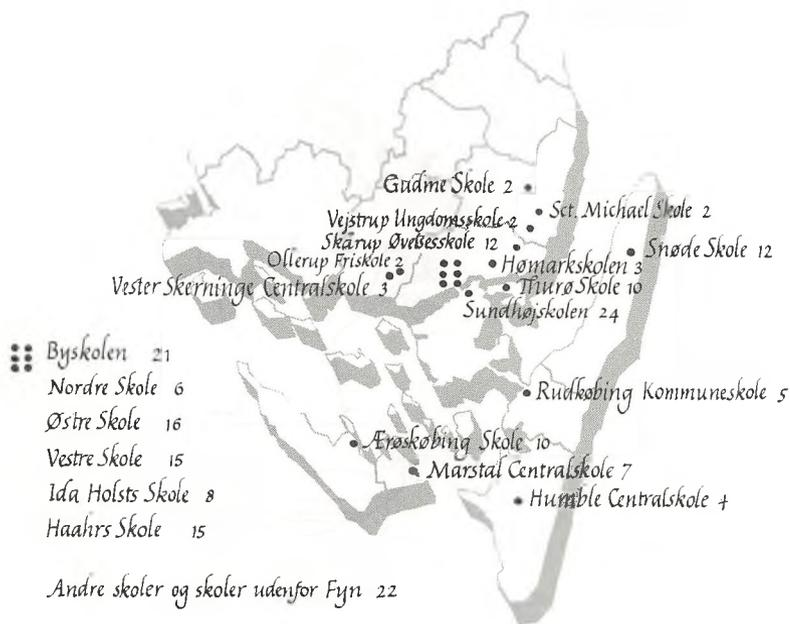 Gudme Skole 2
Sct. Michael Skole 2
Vejstrup Ungdomsskole 2
Skårup Øvelsesskole 12
Snøde Skole 12
Ollerup Friskole 2
Hømarkskolen 3
Vester Skerninge Centralskole 3
Thurø Skole 10
Sundhøjskolen 24
Byskolen 21
Nordre Skole 6
Østre Skole 16
Vestre Skole 15
Ida Holsts Skole 8
Haahrs Skole 15
Rudkøbing Kommuneskole 5
Ærøskøbing Skole 10
Marstal Centralskole 7
Humble Centralskole 4
Andre skoler og skoler udenfor Fyn 22